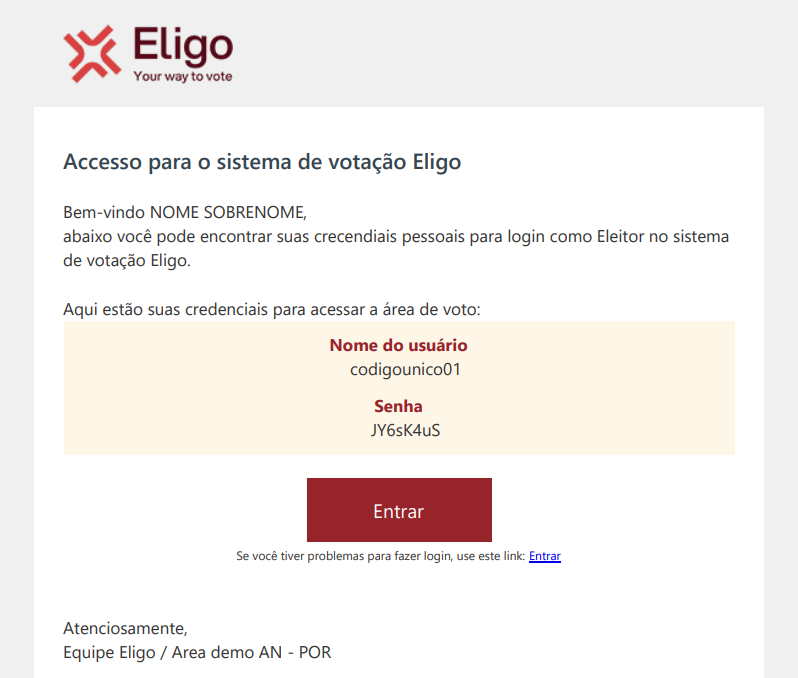 Eligo
Your way to vote
Accesso para o sistema de votação Eligo
Bem-vindo NOME SOBRENOME,
abaixo você pode encontrar suas crecendiais pessoais para login como Eleitor no sistema
de votação Eligo.
Aqui estão suas credenciais para acessar a área de voto:
Nome do usuário
codigounico01
Senha
JY6sK4uS
Entrar
Se você tiver problemas para fazer login, use este link: Entrar
Atenciosamente,
Equipe Eligo / Area demo AN - POR